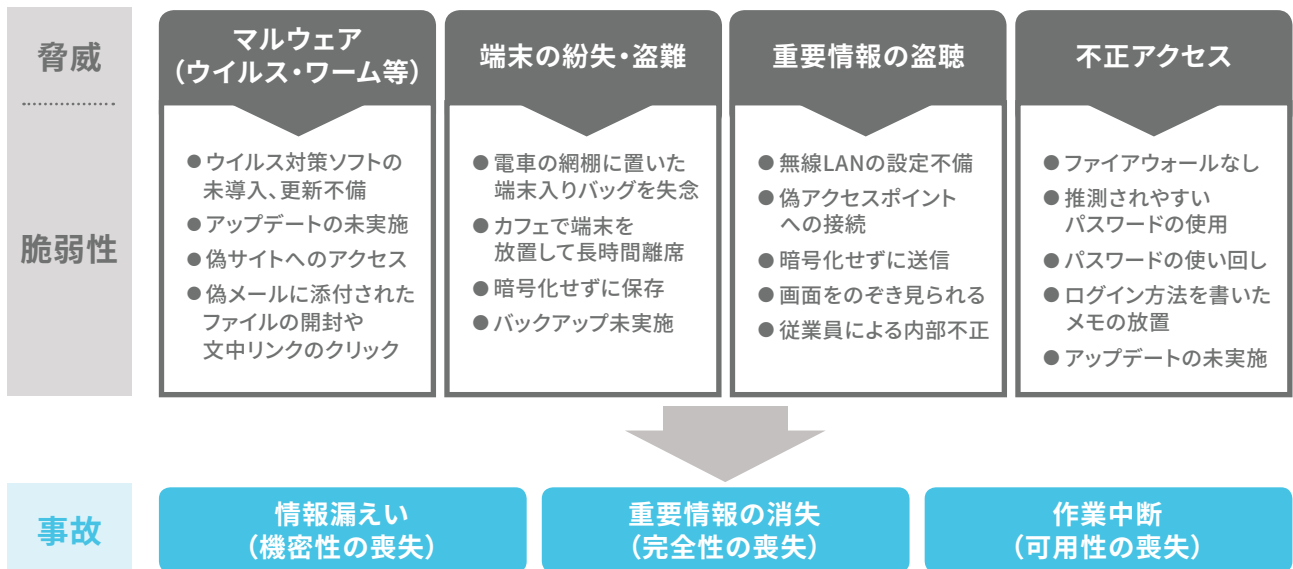 脅威
マルウェア
（ウイルス・ワーム等）
端末の紛失・盗難
重要情報の盗聴
不正アクセス
脆弱性
●ウイルス対策ソフトの
未導入、更新不備
●アップデートの未実施
●偽サイトへのアクセス
●偽メールに添付された
ファイルの開封や
文中リンクのクリック
●電車の網棚に置いた
端末入りバッグを失念
●カフェで端末を
放置して長時間離席
●暗号化せずに保存
●バックアップ未実施
●無線LANの設定不備
●偽アクセスポイント
への接続
●暗号化せずに送信
●画面をのぞき見られる
●従業員による内部不正
●ファイアウォールなし
●推測されやすい
パスワードの使用
●パスワードの使い回し
●ログイン方法を書いた
メモの放置
●アップデートの未実施
事故
情報漏えい
（機密性の喪失）
重要情報の消失
（完全性の喪失）
作業中断
（可用性の喪失）